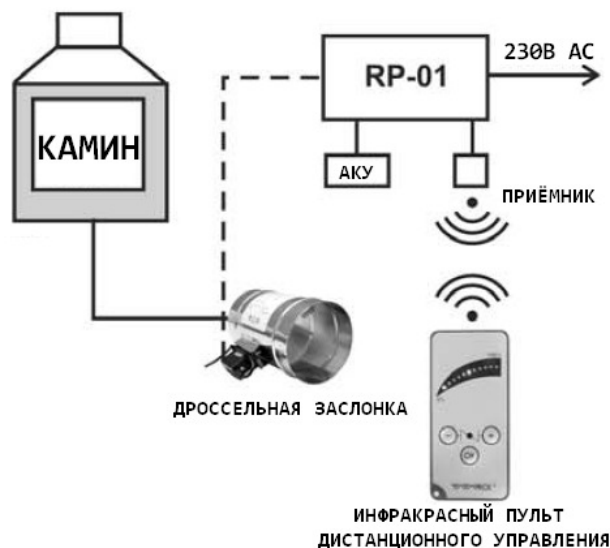 230В AC
RP-01
КАМИН
АКУ
ПРИЁМНИК
ДРОССЕЛЬНАЯ ЗАСЛОНКА
ИНФРАКРАСНЫЙ ПУЛЬТ
ДИСТАНЦИОННОГО УПРАВЛЕНИЯ